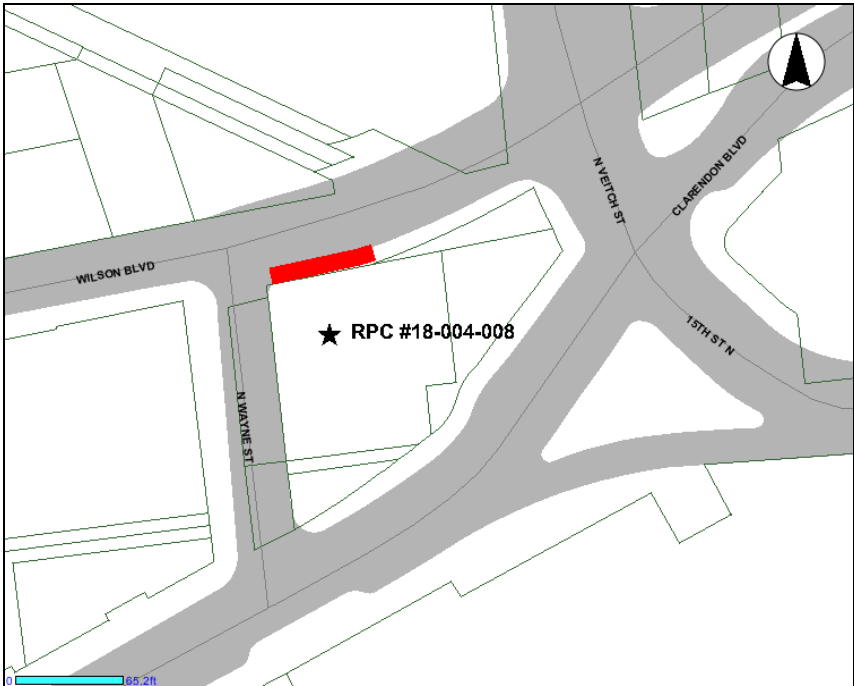 N VEITCH ST
CLARENDON BLVD
WILSON BLVD
15TH ST N
RPC #18-004-008
N WAYNE ST
0 65.2ft